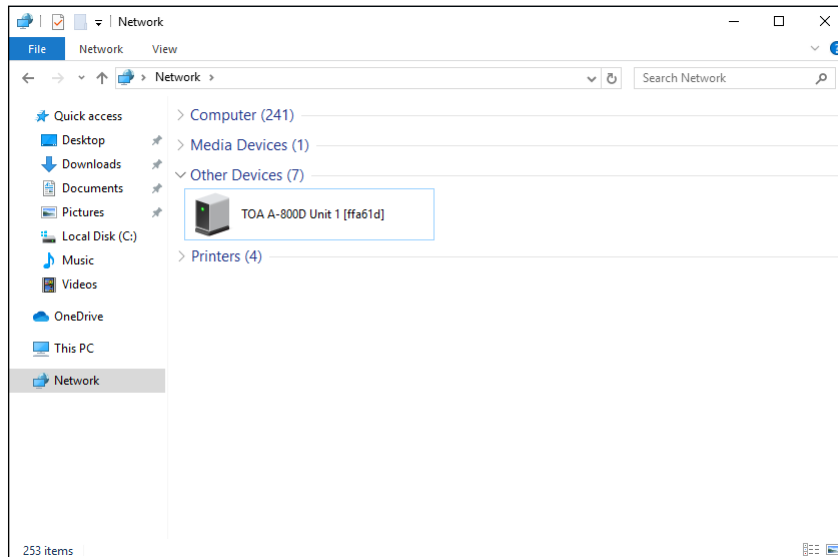 Network
File Network View
Network
Search Network
Quick access
Desktop
Downloads
Documents
Pictures
Local Disk (C:)
Music
Videos
OneDrive
This PC
Network
Computer (241)
Media Devices (1)
Other Devices (7)
TOA A-800D Unit 1 [ffa61d]
Printers (4)
253 items